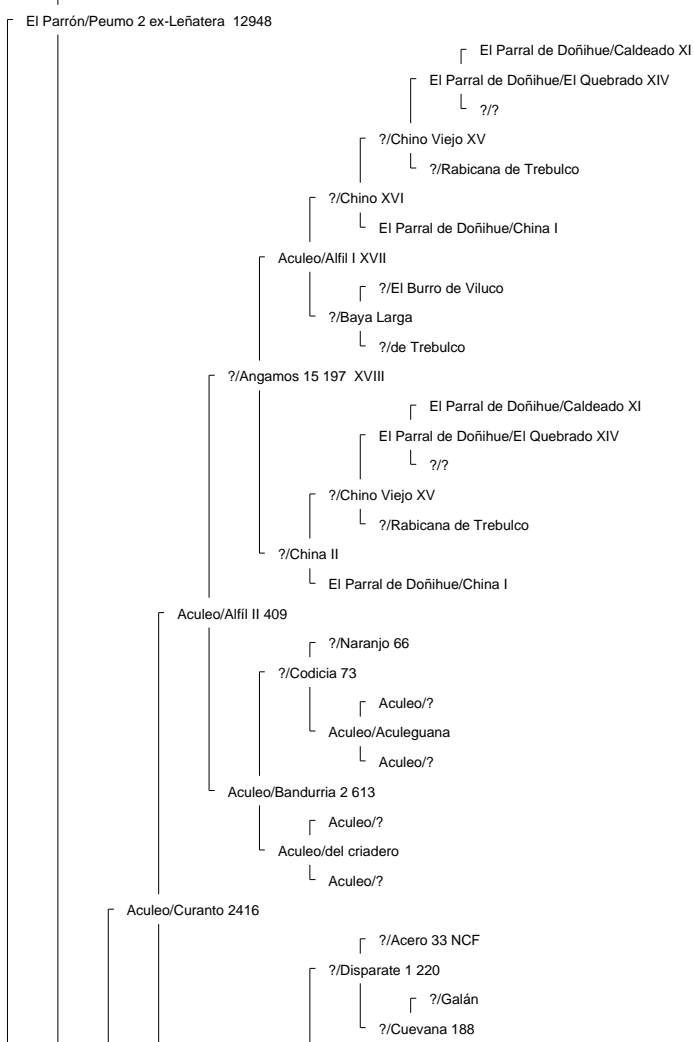 El Parrón/Peumo 2 ex-Leñatera 12948
El Parral de Doñihue/Caldeado XI
El Parral de Doñihue/El Quebrado XIV
?/?
?/Chino Viejo XV
?/Rabicana de Trebulco
?/Chino XVI
El Parral de Doñihue/China I
Aculeo/Alfil I XVII
?/El Burro de Viluco
?/Baya Larga
?/de Trebulco
?/Angamos 15 197 XVIII
El Parral de Doñihue/Caldeado XI
El Parral de Doñihue/El Quebrado XIV
?/?
?/Chino Viejo XV
?/Rabicana de Trebulco
?/China II
El Parral de Doñihue/China I
Aculeo/Alfíl II 409
?/Naranjo 66
?/Codicia 73
Aculeo/?
Aculeo/Aculeguana
Aculeo/?
Aculeo/Bandurria 2 613
Aculeo/?
Aculeo/del criadero
Aculeo/?
Aculeo/Curanto 2416
?/Acero 33 NCF
?/Disparate 1 220
?/Galán
?/Cuevana 188